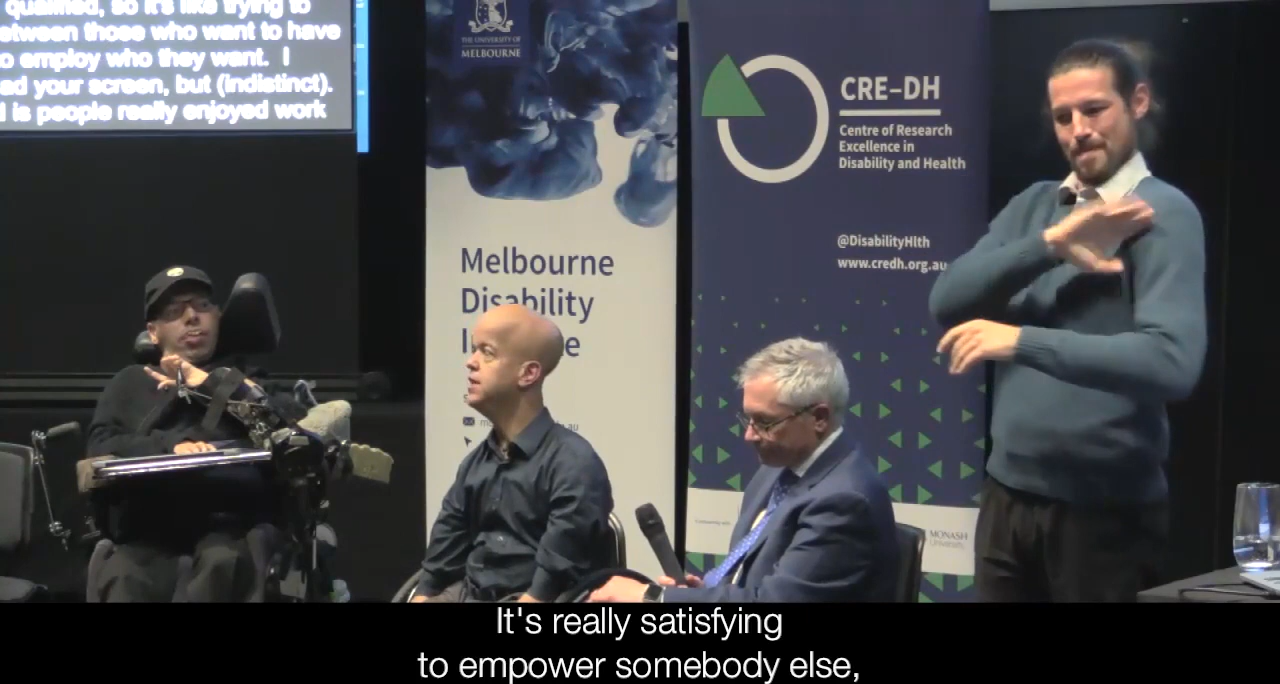 qualified, so it's like trying to
etween those who want to have
o employ who they want. I
ad your screen, but (indistinct).
l is people really enjoyed work
THE UNIVERSITY OF
MELBOURNE
Melbourne
Disability
CRE-DH
Centre of Research
Excellence in
Disability and Health
@DisabilityHlth
www.credh.org.au
MONASH
University
It's really satisfying
to empower somebody else,